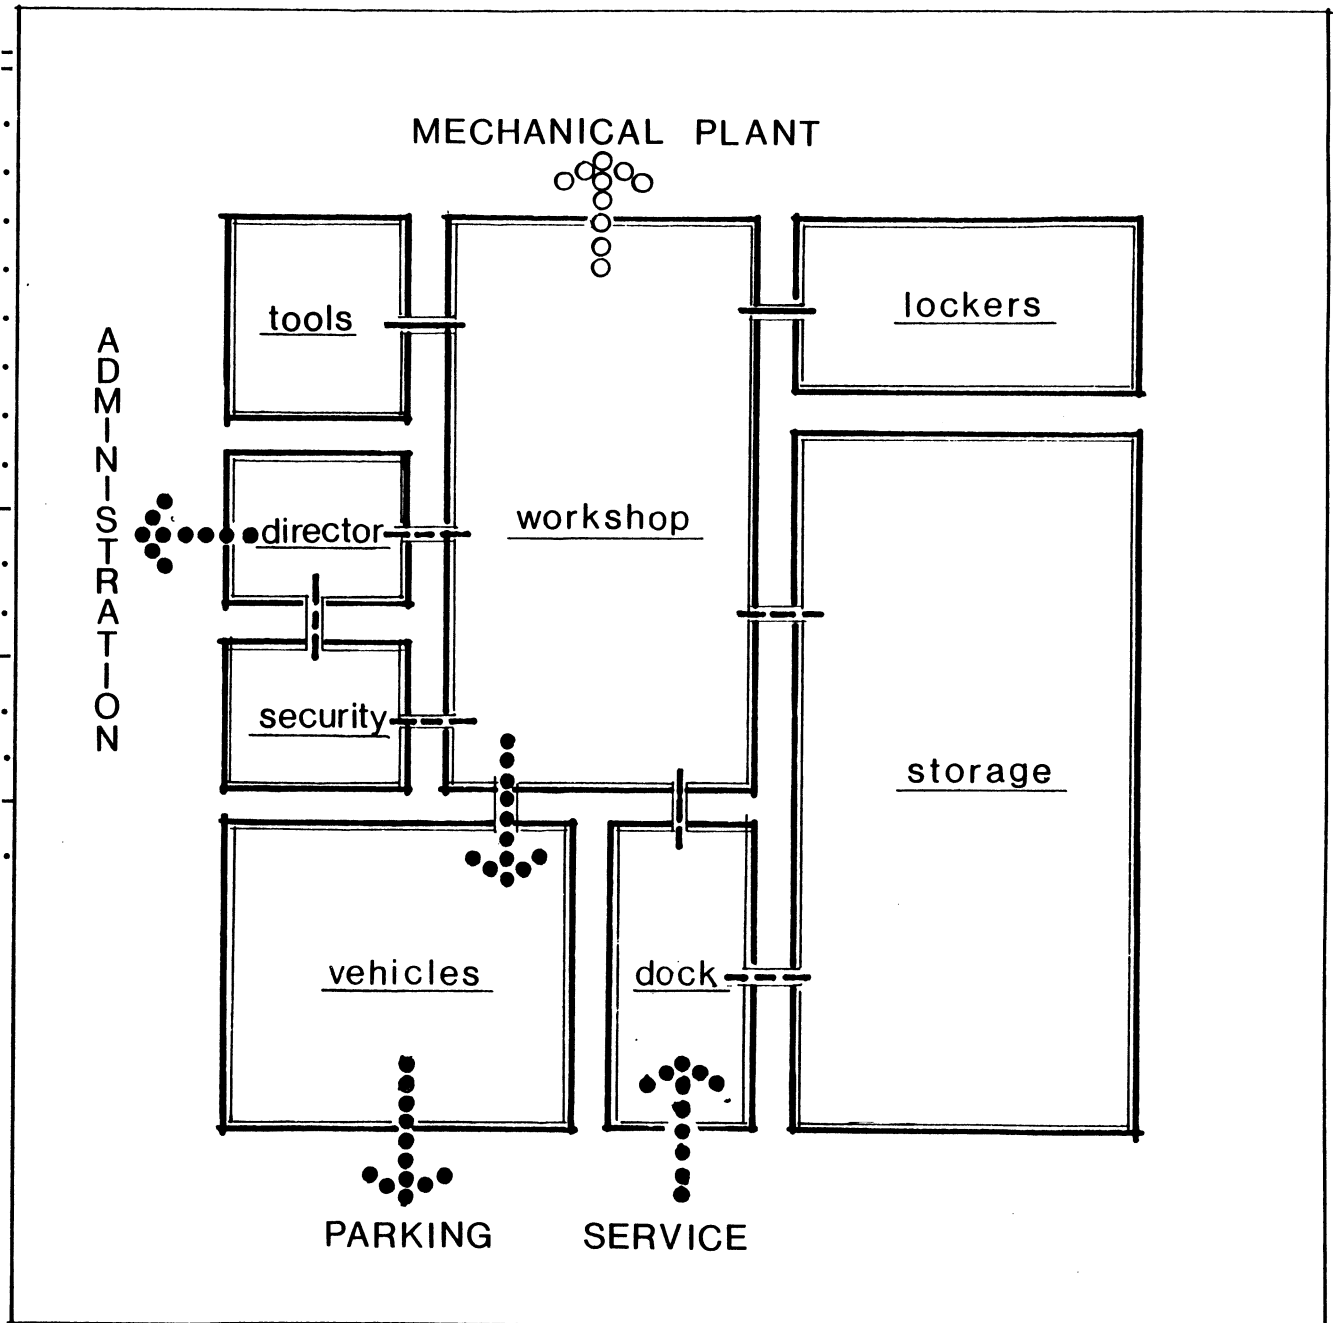 MECHANICAL PLANT
tools
lockers
ADMINISTRATION
director
workshop
security
storage
vehicles
dock
PARKING
SERVICE